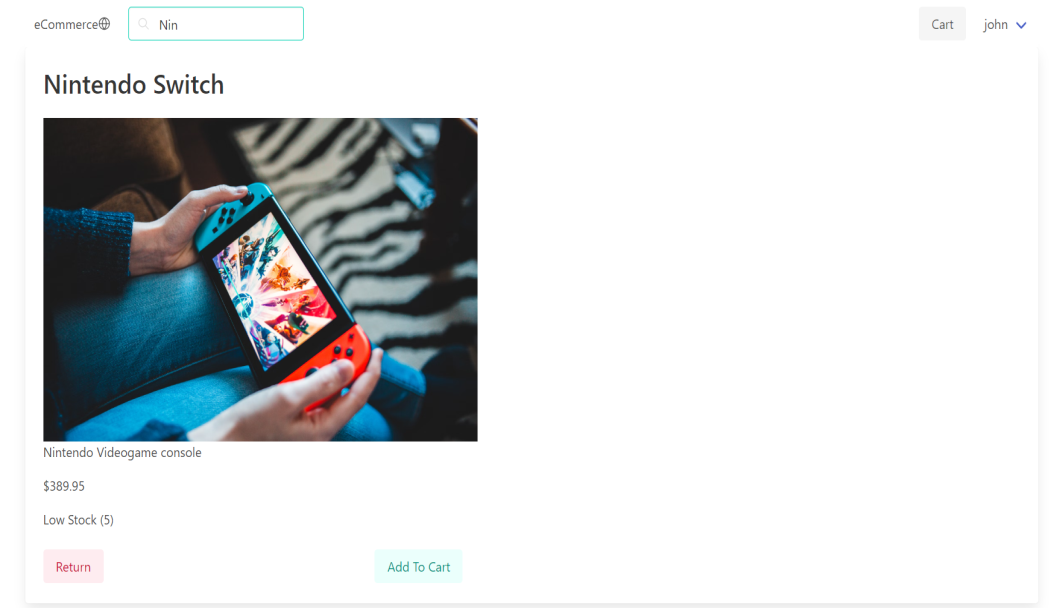 eCommerce
Nin
Cart
john
Nintendo Switch
Nintendo Videogame console
$389.95
Low Stock (5)
Return
Add To Cart